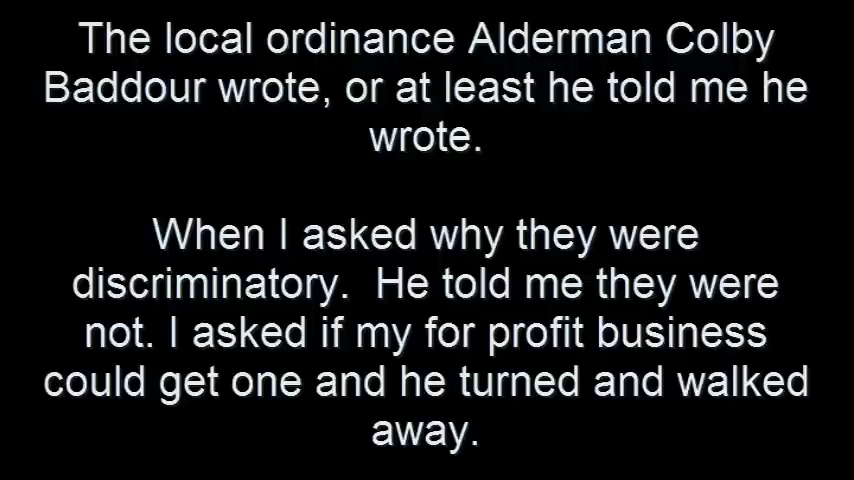 The local ordinance Alderman Colby
Baddour wrote, or at least he told me he
wrote.
When I asked why they were
discriminatory.  He told me they were
not. I asked if my for profit business
could get one and he turned and walked
away.